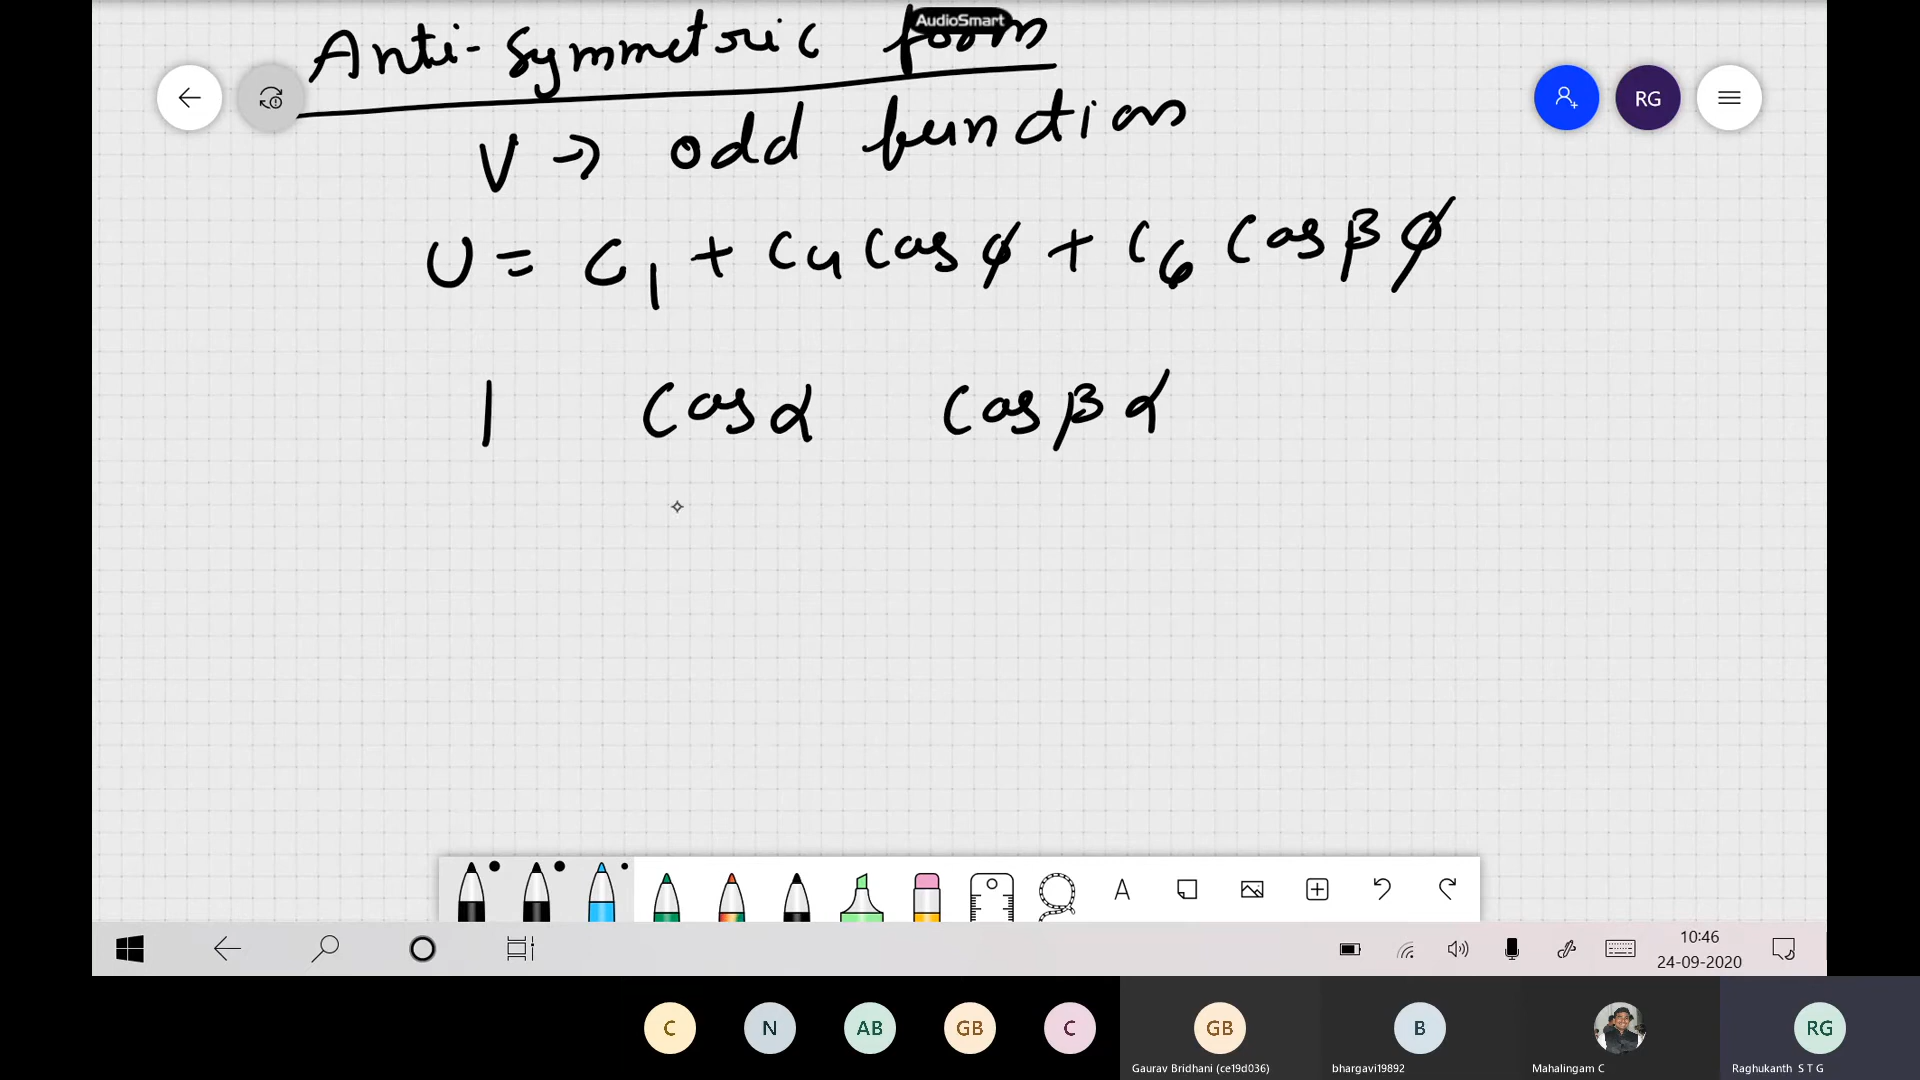 AudioSmart
Anti-Symmetric form
V → odd function
RG
U = C₁ + C₄ Cos ϕ + C₆ Cos β ϕ
1 Cos α Cos β α
A
10:46
24-09-2020
C N AB GB C GB B RG
Gaurav Bridhani (ce19d036) bhargavi19892 Mahalingam C Raghukanth S T G